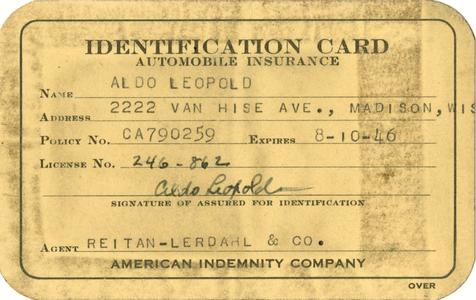 IDENTIFICATION CARD
AUTOMOBILE INSURANCE
NAME ALDO LEOPOLD
ADDRESS 2222 VAN HISE AVE., MADISON, WIS
POLICY NO. CA790259 EXPIRES 8-10-46
LICENSE NO. 246-862
Aldo Leopold
SIGNATURE OF ASSURED FOR IDENTIFICATION
AGENT REITAN-LERDAHL & CO.
AMERICAN INDEMNITY COMPANY
OVER